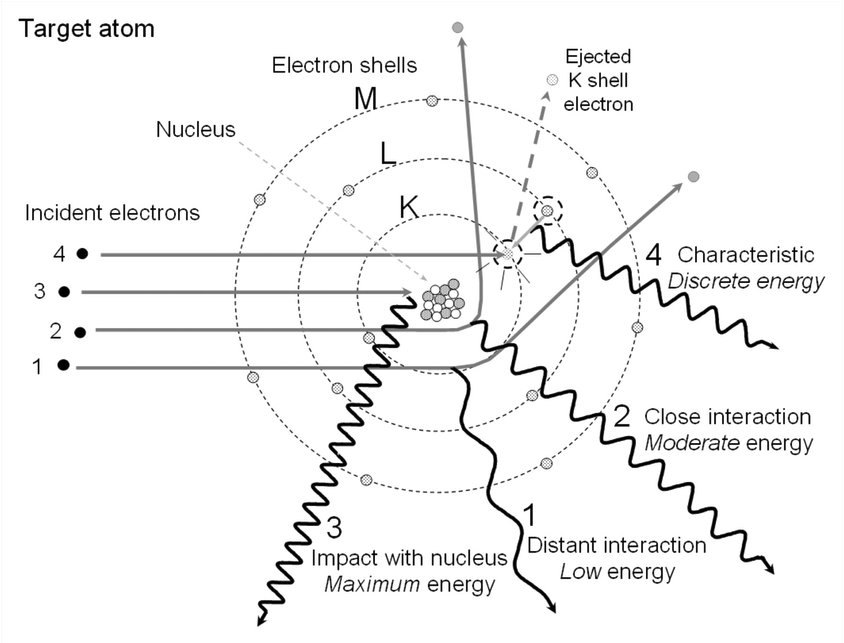 Target atom
Electron shells
Ejected
K shell
electron
M
Nucleus
L
K
Incident electrons
4
3
2
1
4 Characteristic
Discrete energy
2 Close interaction
Moderate energy
3
Impact with nucleus
Maximum energy
1
Distant interaction
Low energy